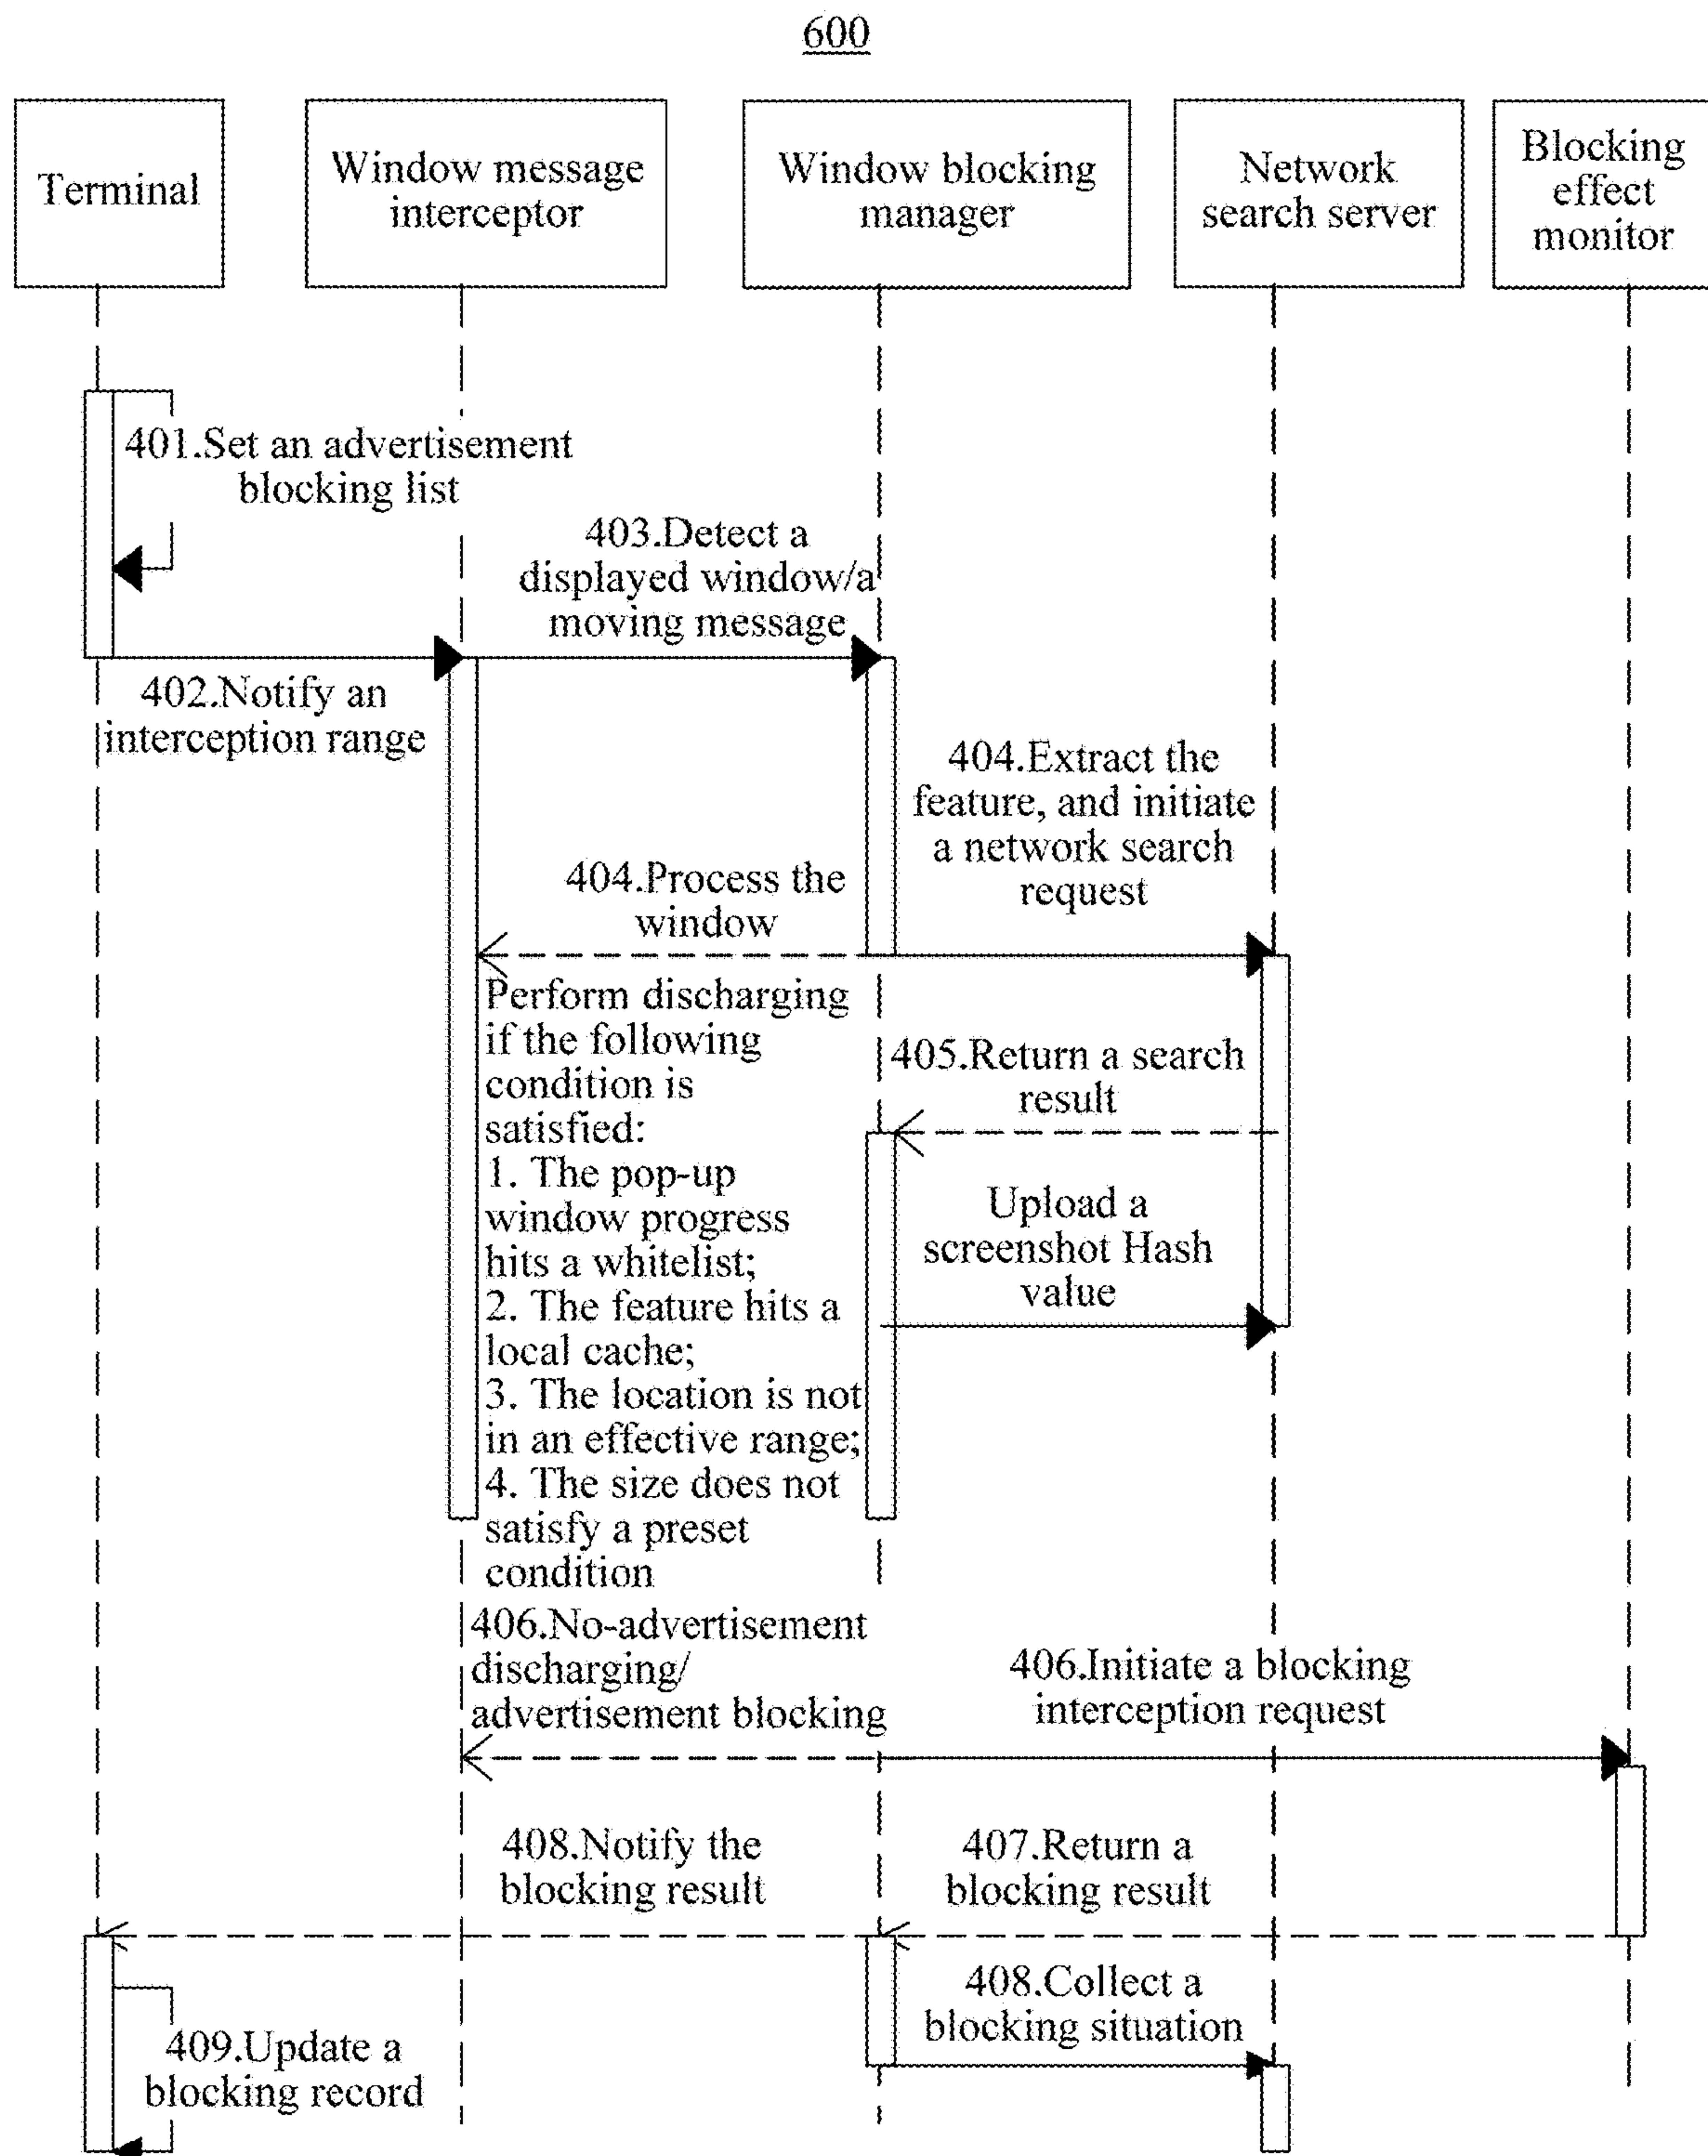 600
Terminal
Window message
interceptor
Window blocking
manager
Network
search server
Blocking
effect
monitor
401.Set an advertisement
blocking list
403.Detect a
displayed window/a
moving message
402.Notify an
interception range
404.Extract the
feature, and initiate
a network search
request
404.Process the
window
Perform discharging
if the following
condition is
satisfied:
1. The pop-up
window progress
hits a whitelist;
2. The feature hits a
local cache;
3. The location is not
in an effective range;
4. The size does not
satisfy a preset
condition
405.Return a search
result
Upload a
screenshot Hash
value
406.No-advertisement
discharging/
advertisement blocking
406.Initiate a blocking
interception request
408.Notify the
blocking result
407.Return a
blocking result
408.Collect a
blocking situation
409.Update a
blocking record